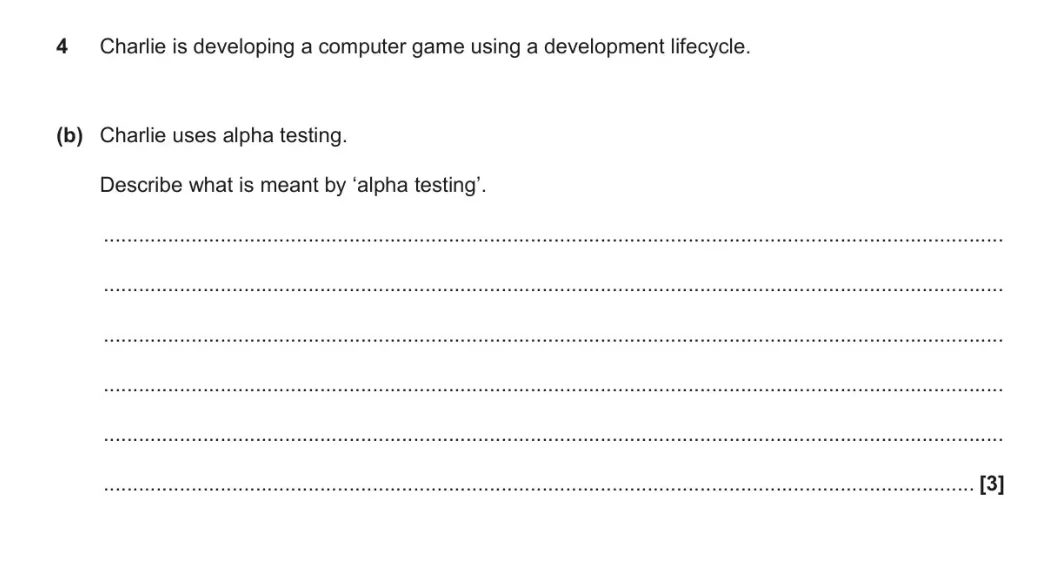 4 Charlie is developing a computer game using a development lifecycle.
(b) Charlie uses alpha testing.
Describe what is meant by ‘alpha testing’.
..........................................................................................................................................................
..........................................................................................................................................................
..........................................................................................................................................................
..........................................................................................................................................................
..........................................................................................................................................................
..................................................................................................................................................... [3]